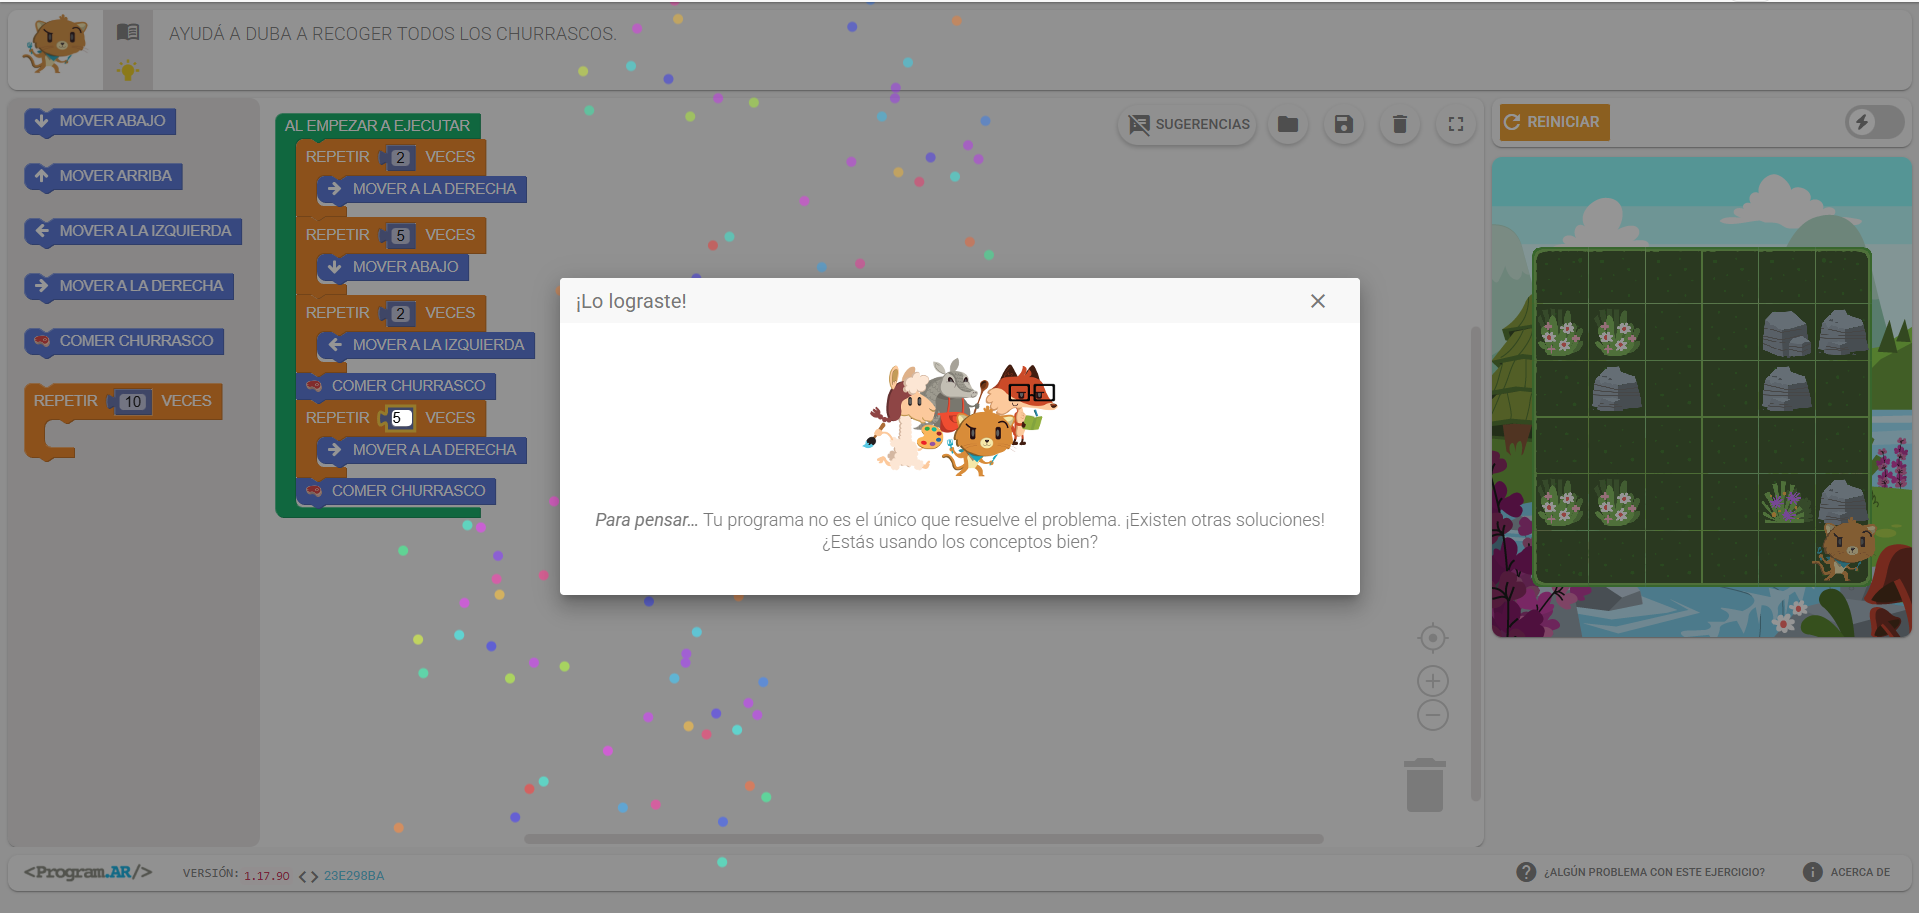 AYUDÁ A DUBA A RECOGER TODOS LOS CHURRASCOS.
MOVER ABAJO
MOVER ARRIBA
MOVER A LA IZQUIERDA
MOVER A LA DERECHA
COMER CHURRASCO
REPETIR 10 VECES
AL EMPEZAR A EJECUTAR
REPETIR 2 VECES
MOVER A LA DERECHA
REPETIR 5 VECES
MOVER ABAJO
REPETIR 2 VECES
MOVER A LA IZQUIERDA
COMER CHURRASCO
REPETIR 5 VECES
MOVER A LA DERECHA
COMER CHURRASCO
SUGERENCIAS
REINICIAR
¡Lo lograste!
Para pensar... Tu programa no es el único que resuelve el problema. ¡Existen otras soluciones!
¿Estás usando los conceptos bien?
<Program.AR/>
VERSIÓN: 1.17.90 <> 23E298BA
¿ALGÚN PROBLEMA CON ESTE EJERCICIO?
ACERCA DE